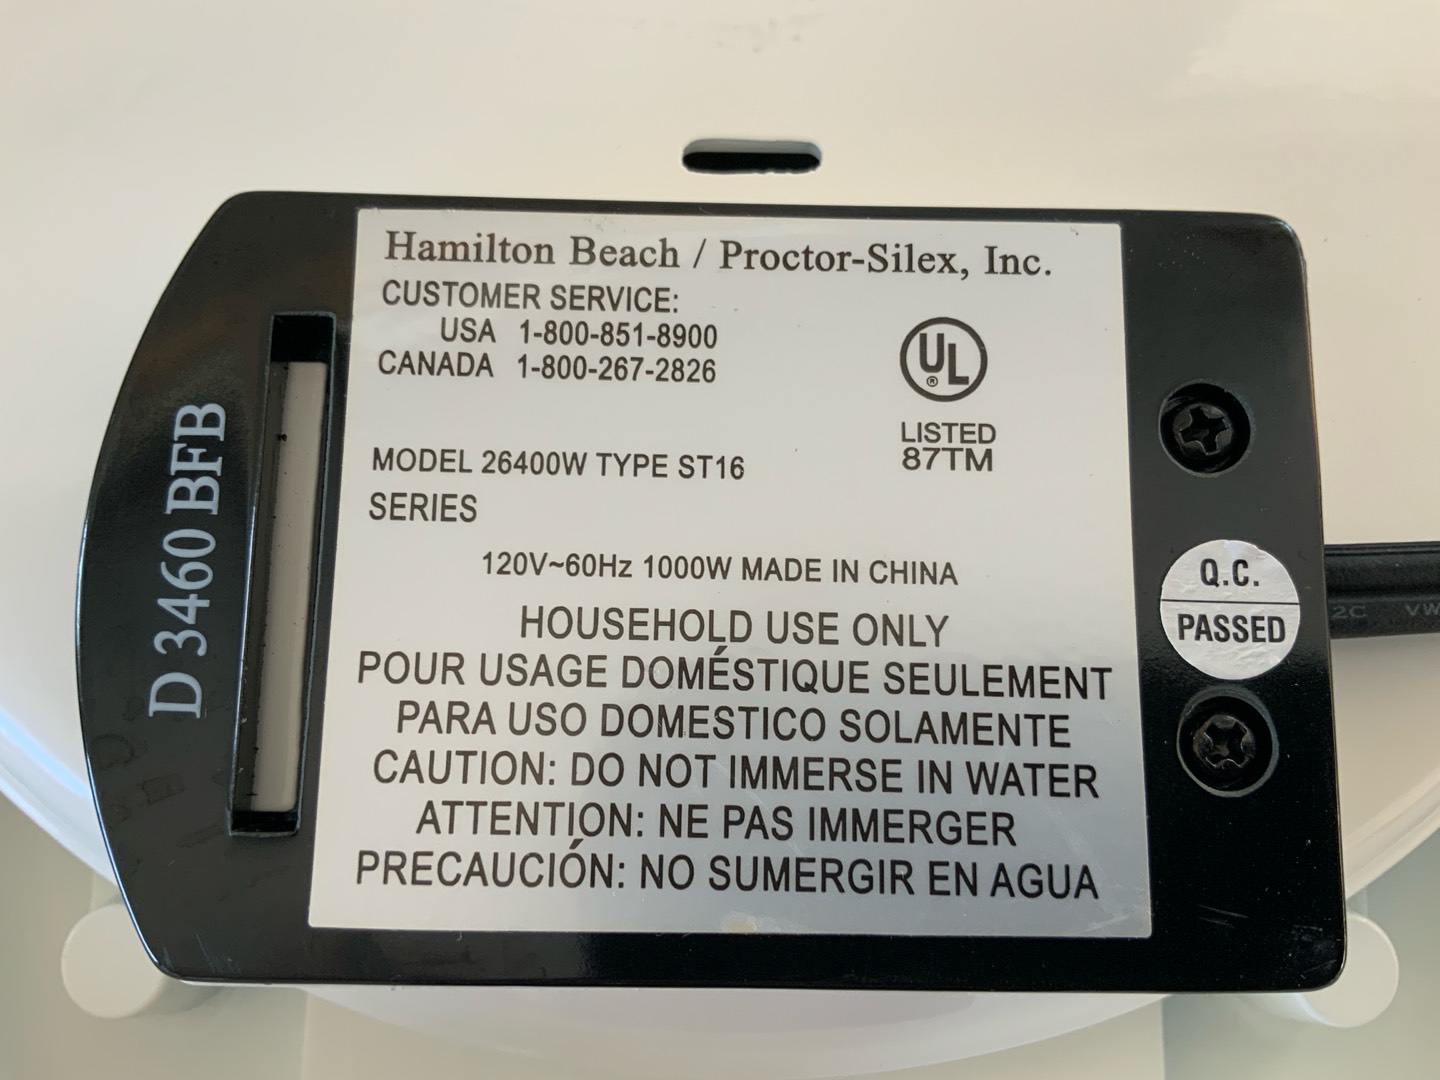 Hamilton Beach / Proctor-Silex, Inc.
CUSTOMER SERVICE:
USA 1-800-851-8900
CANADA 1-800-267-2826
UL
®
LISTED
87TM
MODEL 26400W TYPE ST16
SERIES
120V~60Hz 1000W MADE IN CHINA
HOUSEHOLD USE ONLY
POUR USAGE DOMÉSTIQUE SEULEMENT
PARA USO DOMESTICO SOLAMENTE
CAUTION: DO NOT IMMERSE IN WATER
ATTENTION: NE PAS IMMERGER
PRECAUCIÓN: NO SUMERGIR EN AGUA
D 3460 BFB
Q.C.
PASSED
2C VW